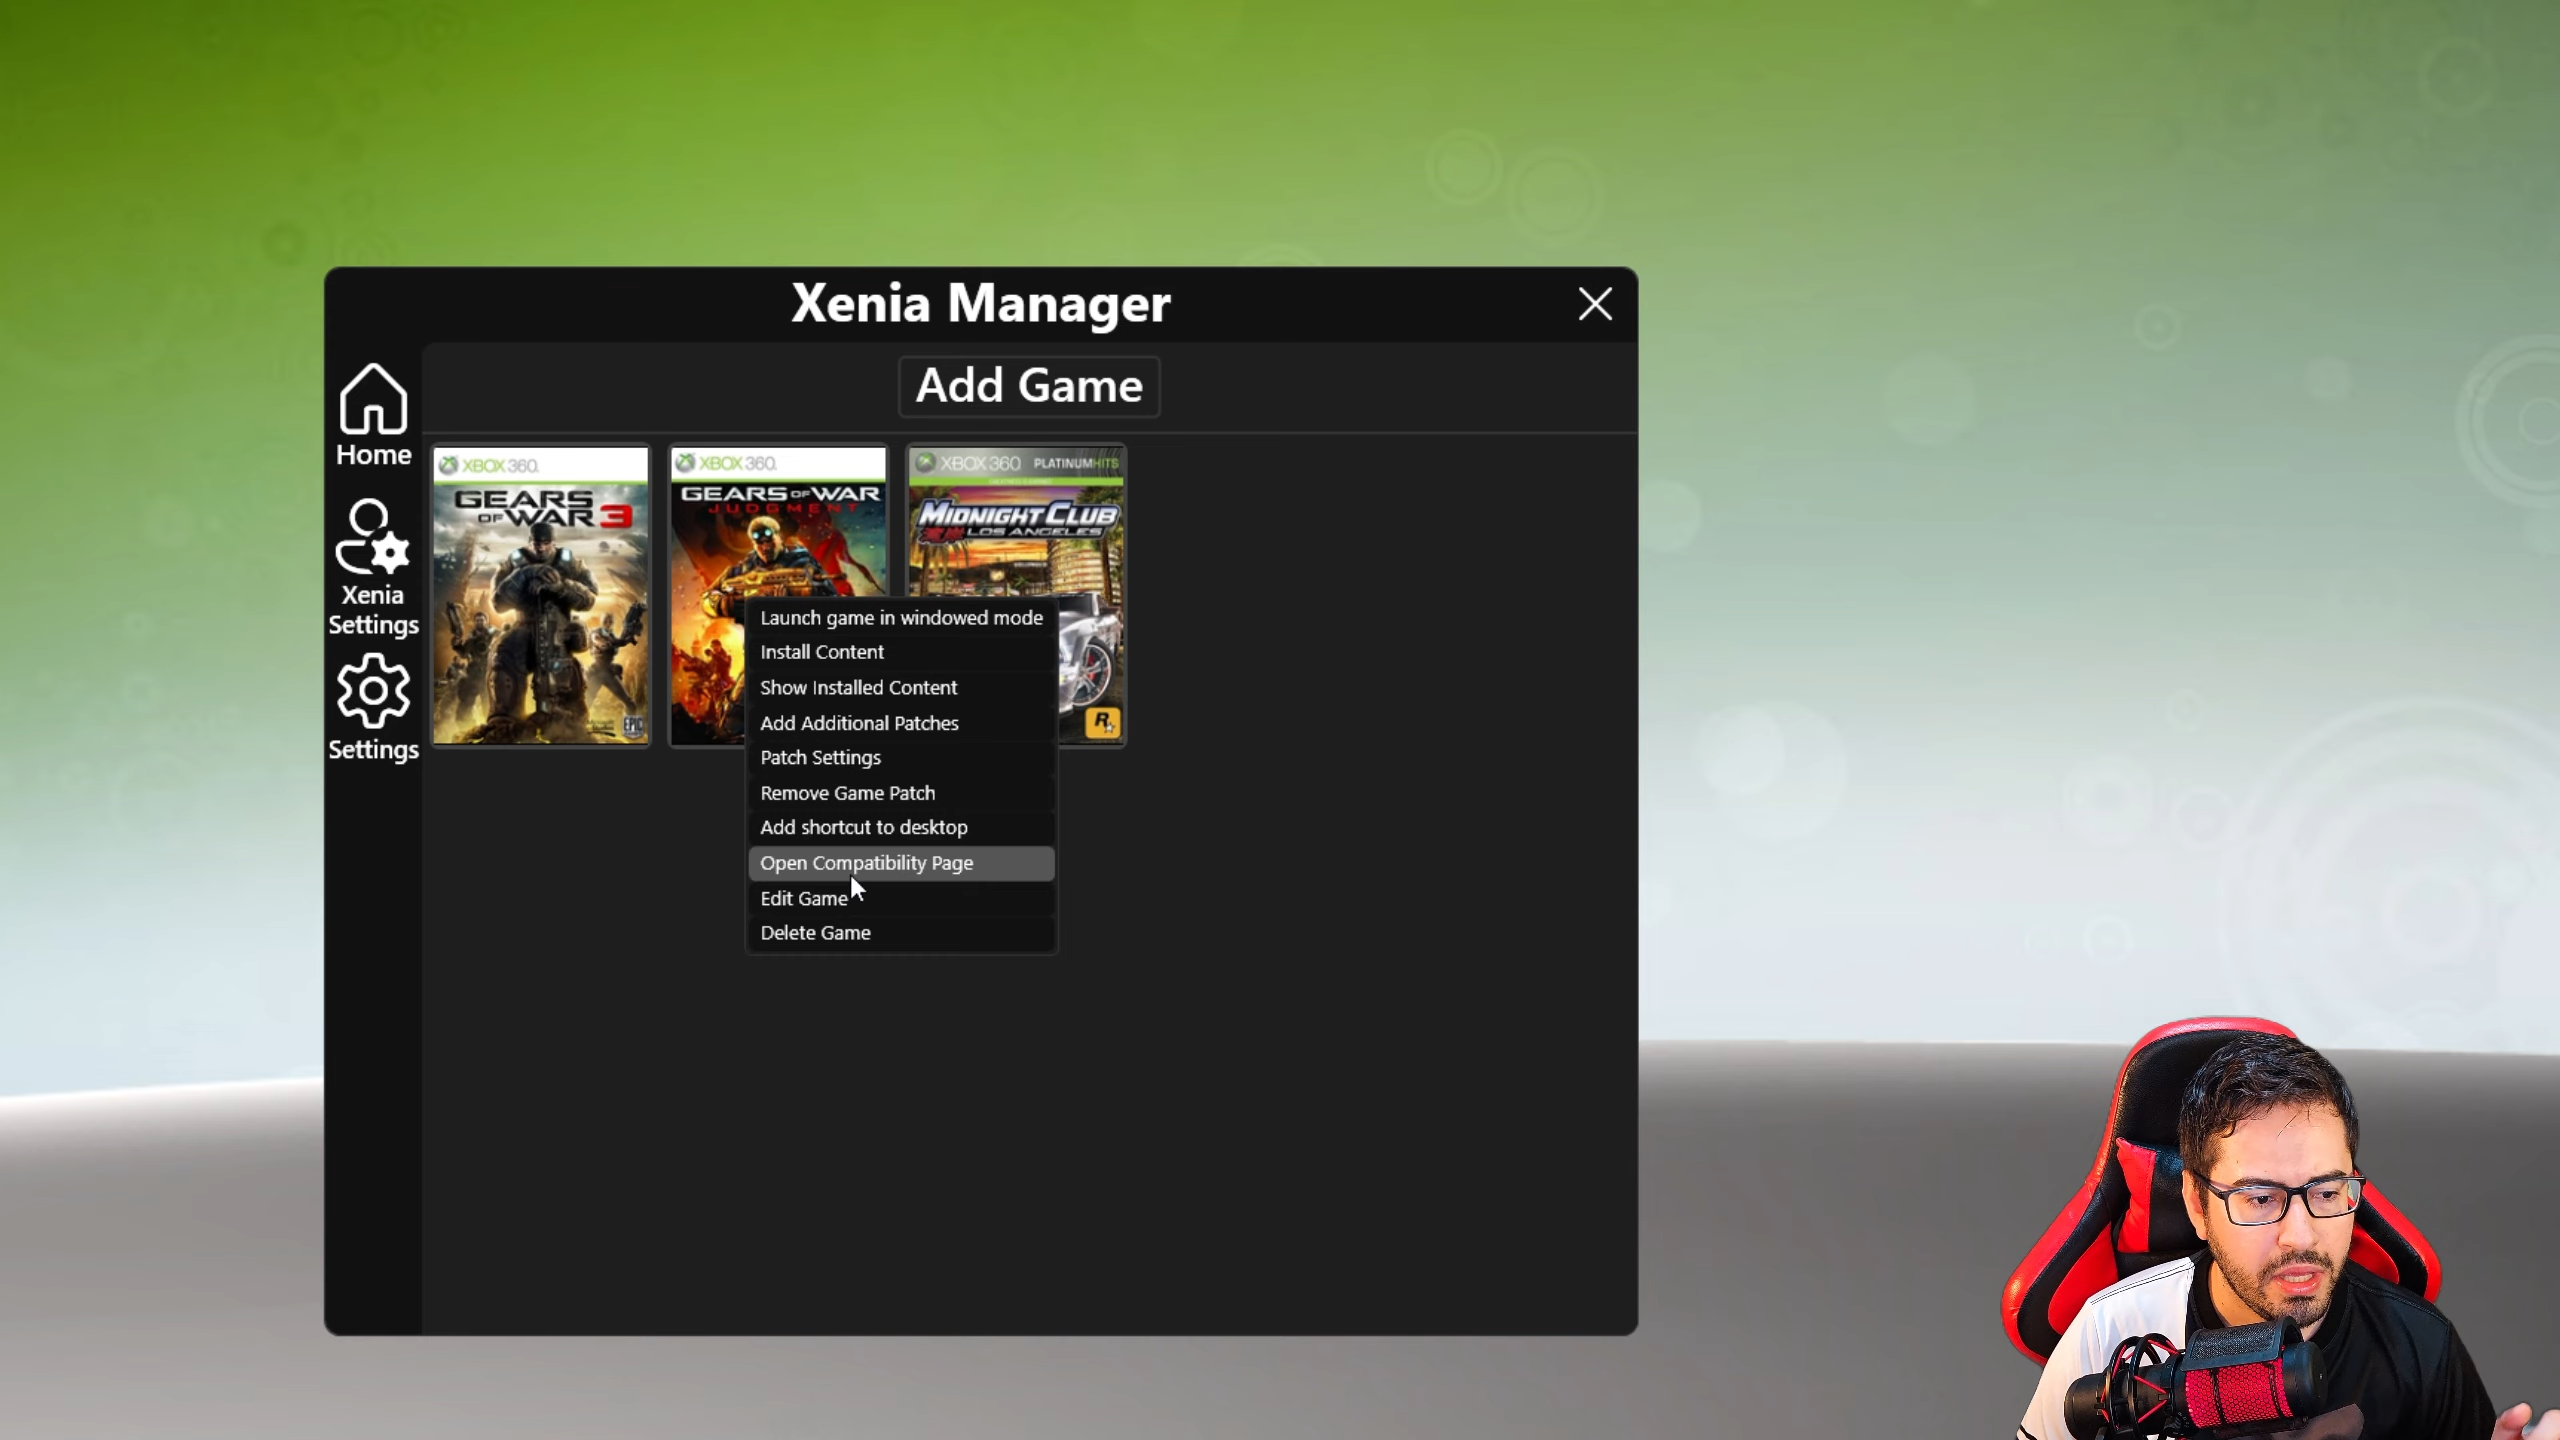 Xenia Manager
Add Game
Home
Xenia
Settings
Settings
XBOX 360
GEARS
OF WAR 3
EPIC
XBOX 360
GEARS OF WAR
JUDGMENT
XBOX 360 PLATINUM HITS
MIDNIGHT CLUB
LOS ANGELES
R
Launch game in windowed mode
Install Content
Show Installed Content
Add Additional Patches
Patch Settings
Remove Game Patch
Add shortcut to desktop
Open Compatibility Page
Edit Game
Delete Game